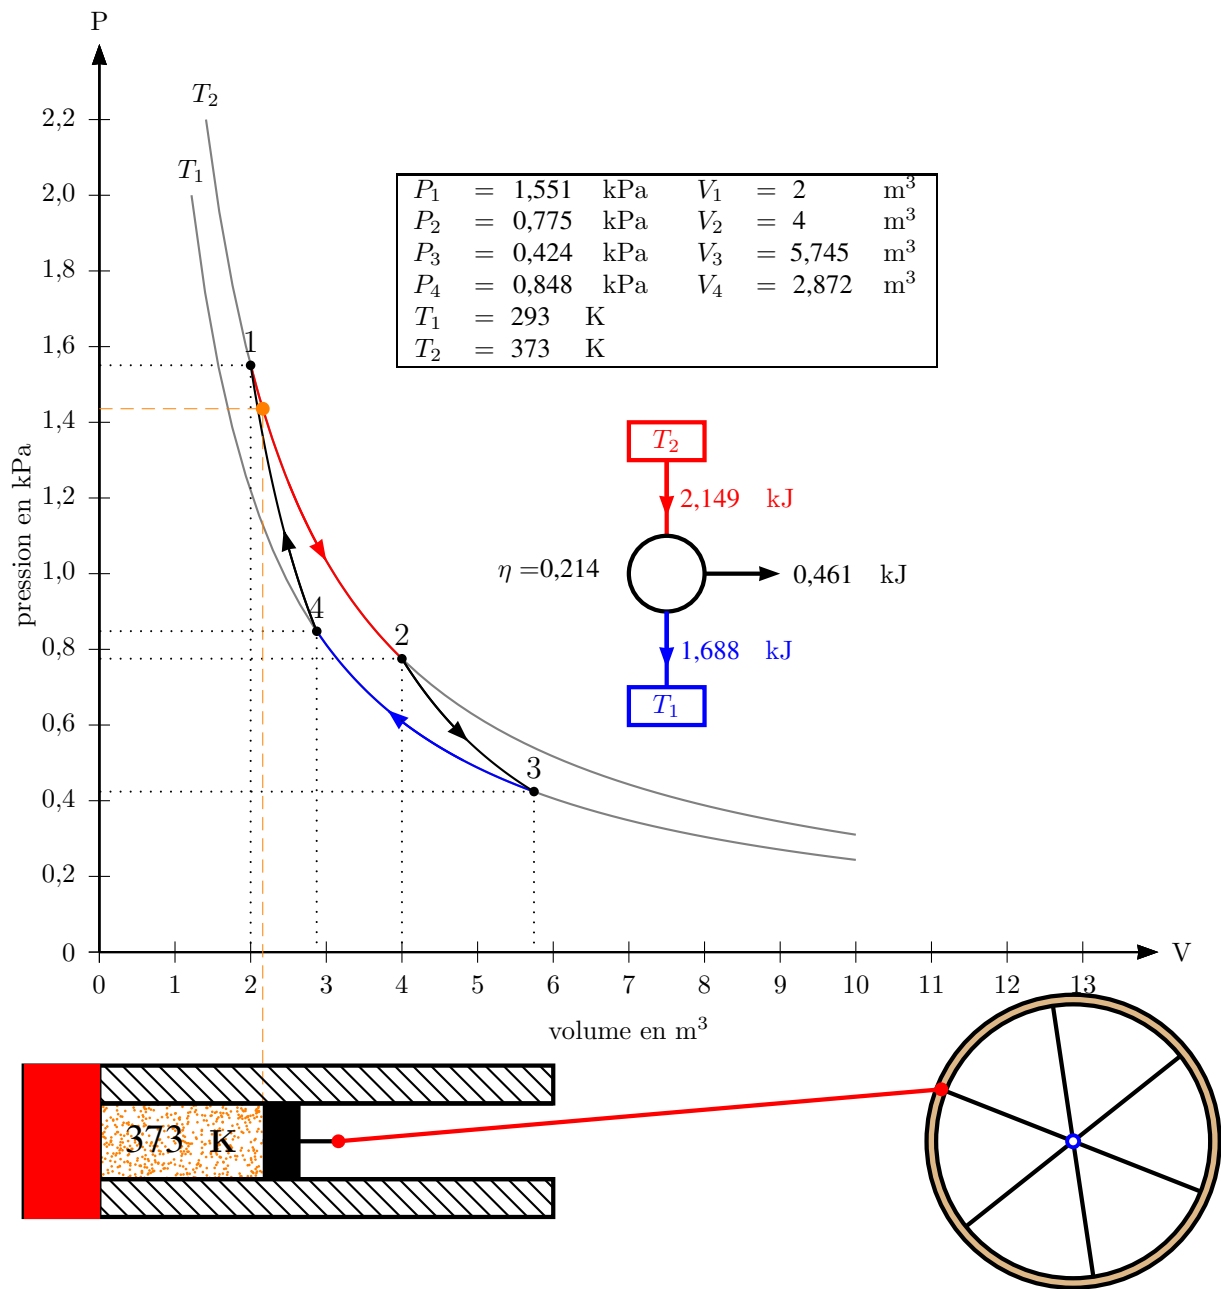 P
T₂
2,2
T₁
2,0
P₁ = 1,551 kPa V₁ = 2 m³
P₂ = 0,775 kPa V₂ = 4 m³
P₃ = 0,424 kPa V₃ = 5,745 m³
P₄ = 0,848 kPa V₄ = 2,872 m³
T₁ = 293 K
T₂ = 373 K
1,8
1,6
1
1,4
T₂
pression en kPa
1,2
2,149 kJ
1,0
η =0,214
0,461 kJ
4
2
0,8
1,688 kJ
0,6
T₁
3
0,4
0,2
0
V
0 1 2 3 4 5 6 7 8 9 10 11 12 13
volume en m³
373 K